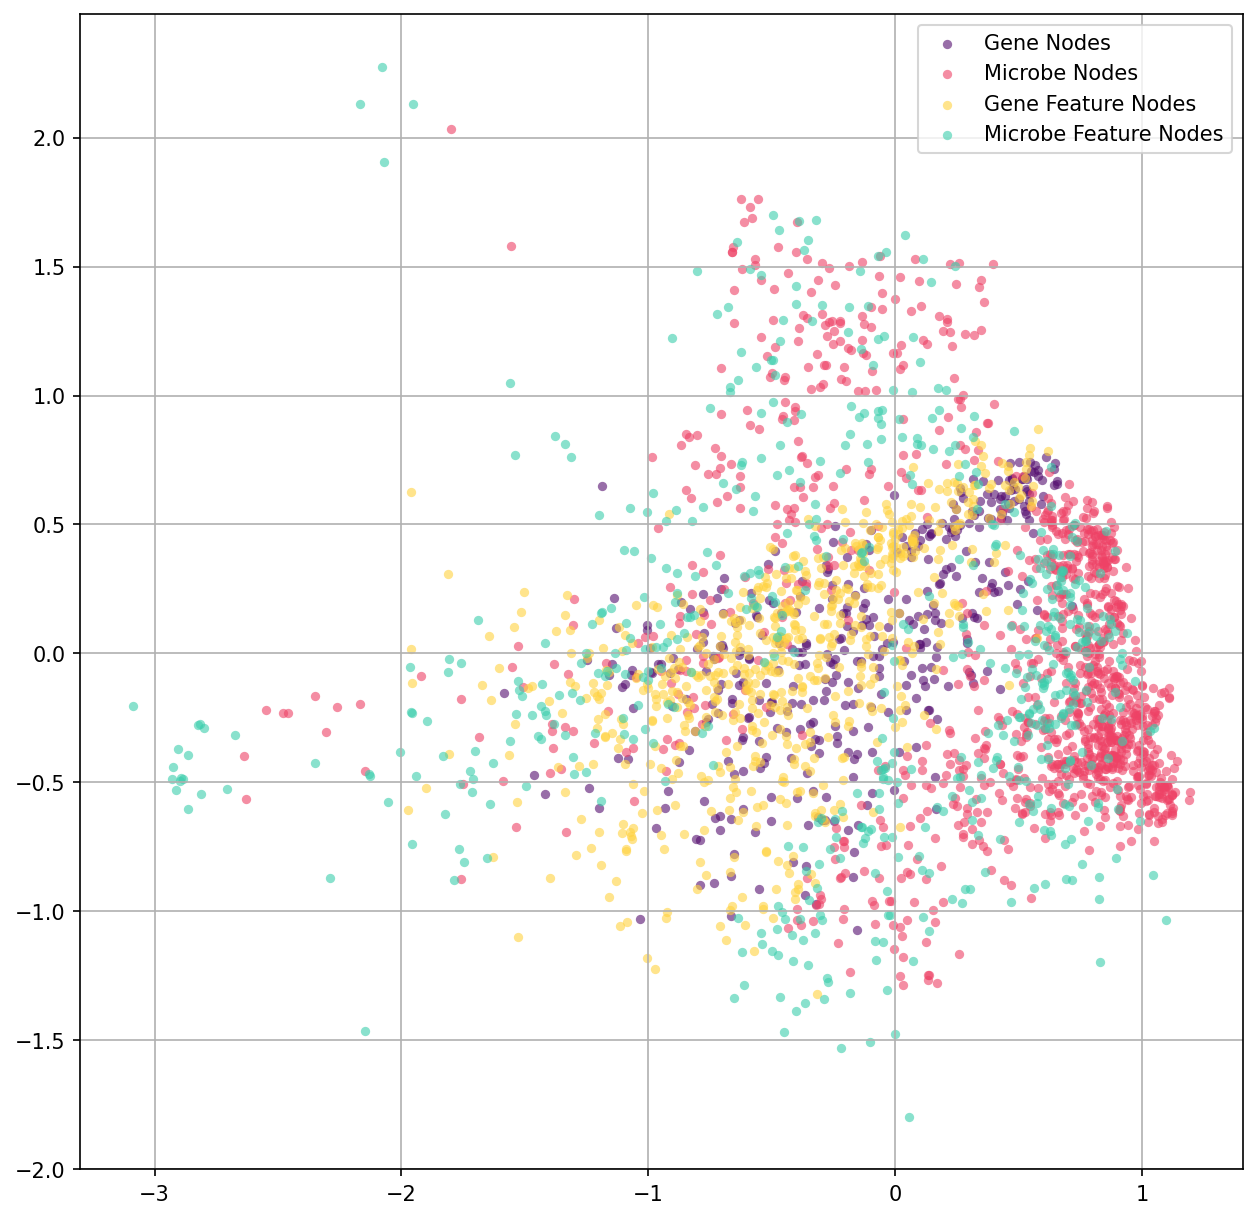 Gene Nodes
Microbe Nodes
Gene Feature Nodes
Microbe Feature Nodes
2.0
1.5
1.0
0.5
0.0
−0.5
−1.0
−1.5
−2.0
−3 −2 −1 0 1